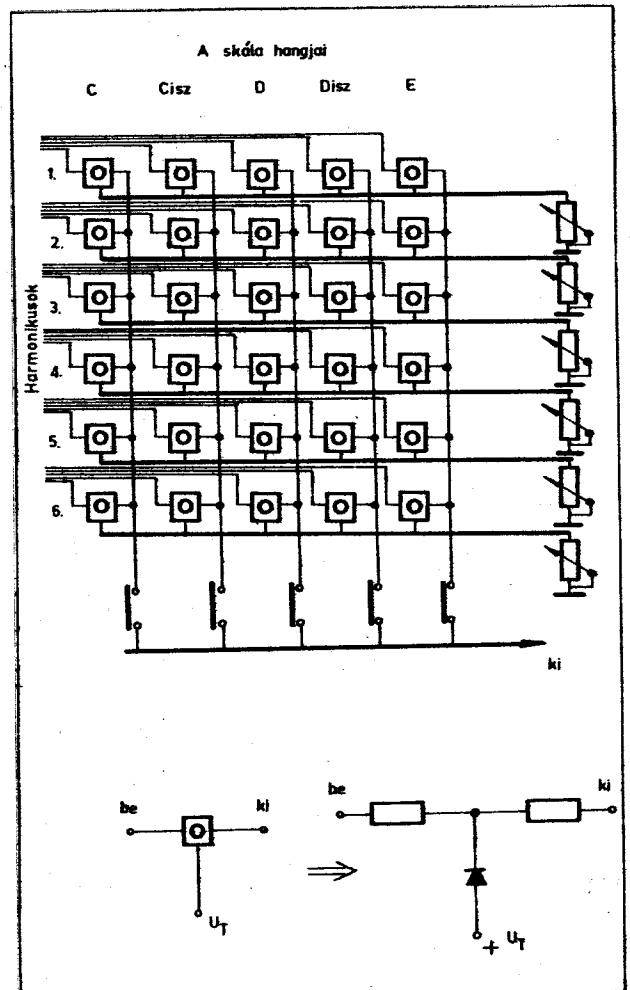 A skála hangjai
C Cisz D Disz E
Harmonikusok
1.
2.
3.
4.
5.
6.
ki
be ki
U_T
be ki
+ U_T